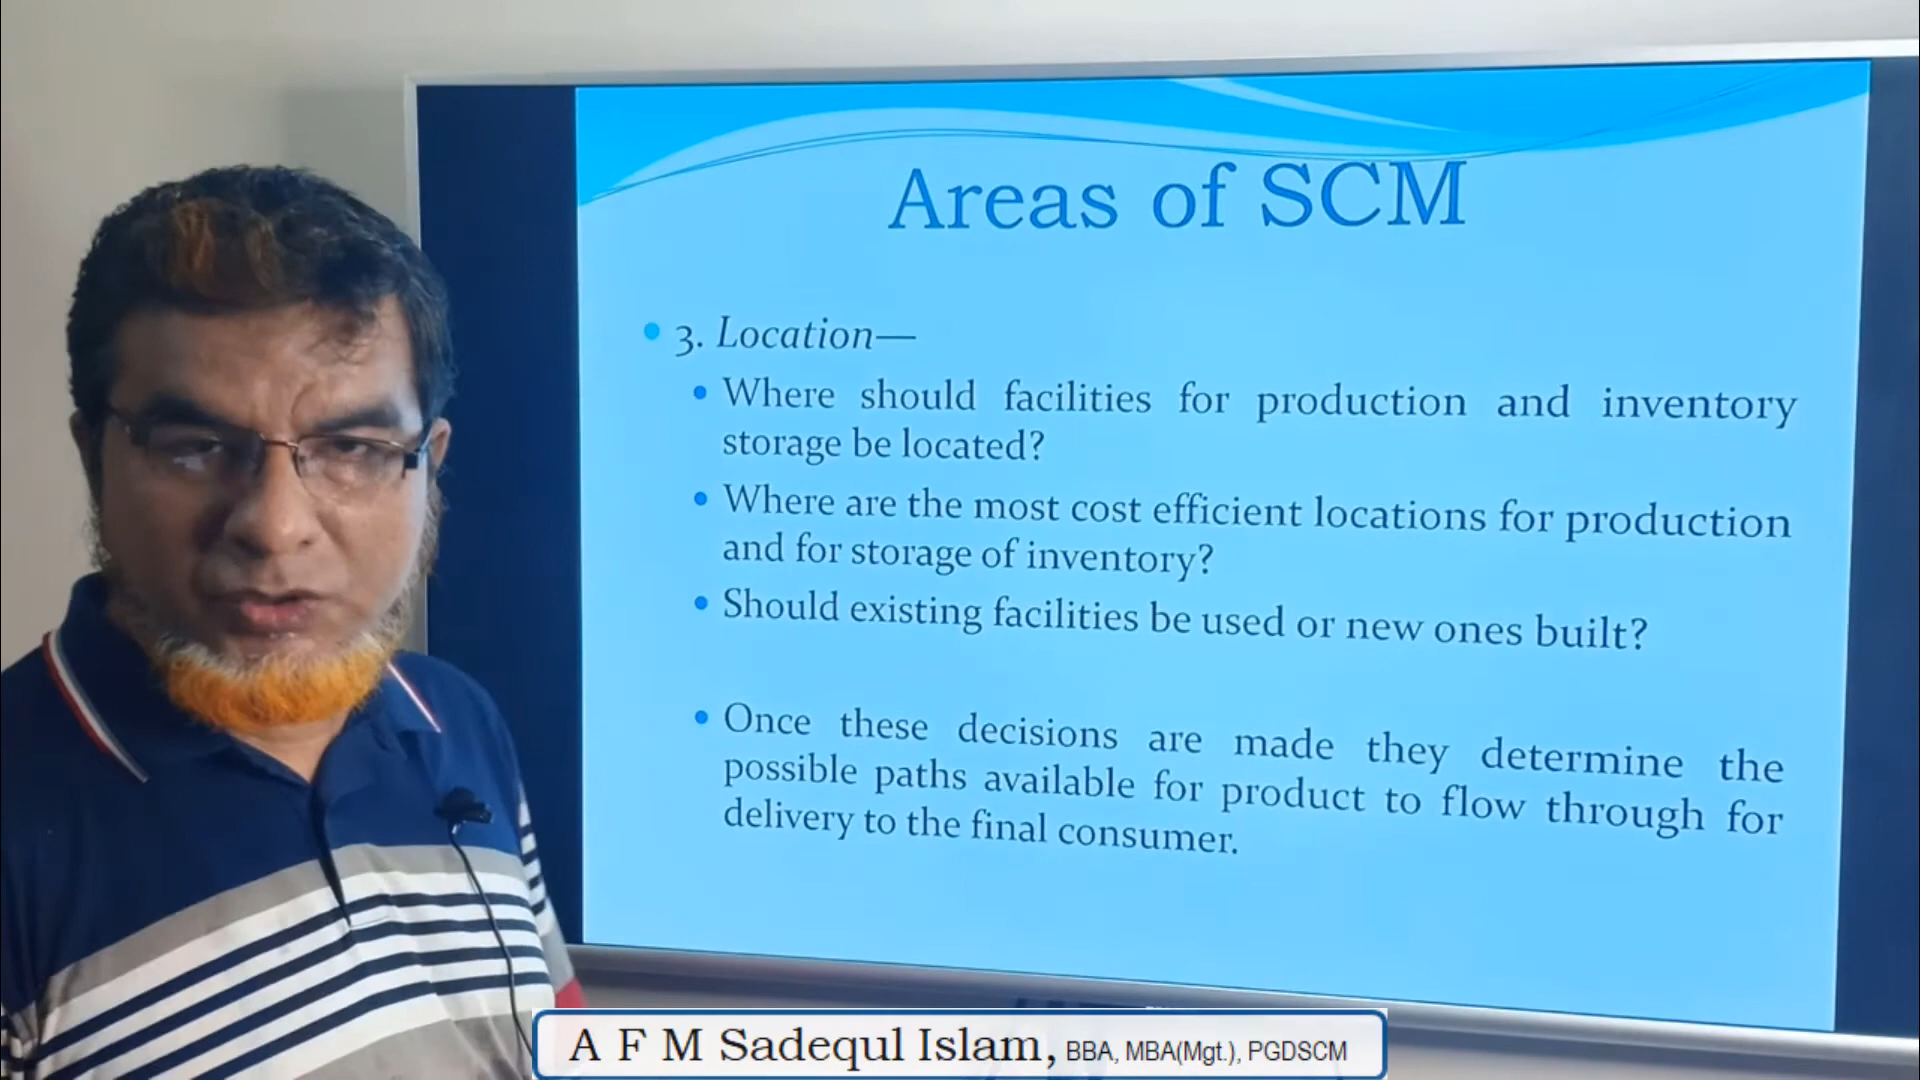 Areas of SCM
• 3. Location—
• Where should facilities for production and inventory
storage be located?
• Where are the most cost efficient locations for production
and for storage of inventory?
• Should existing facilities be used or new ones built?
• Once these decisions are made they determine the
possible paths available for product to flow through for
delivery to the final consumer.
A F M Sadequl Islam, BBA, MBA(Mgt.), PGDSCM